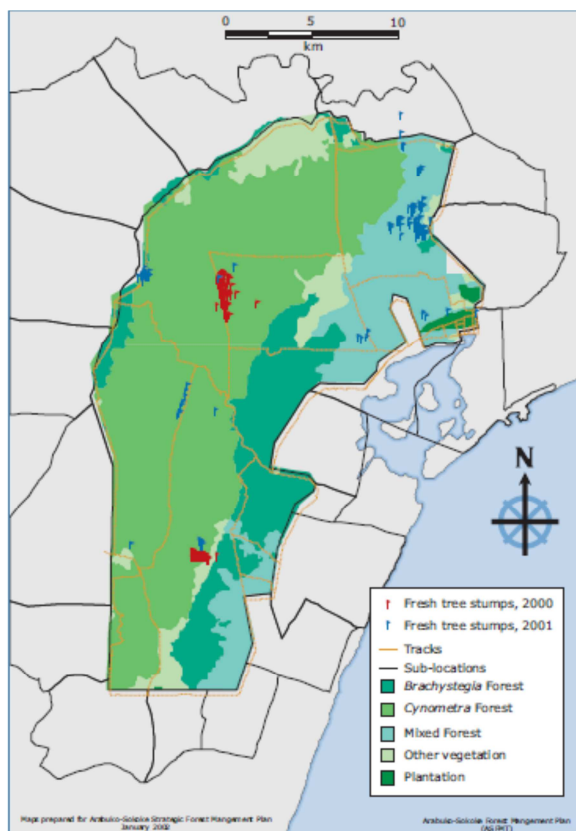 0 5 10
km
N
Fresh tree stumps, 2000
Fresh tree stumps, 2001
Tracks
Sub-locations
Brachystegia Forest
Cynometra Forest
Mixed Forest
Other vegetation
Plantation
Maps prepared for Arabuko-Sokoke Strategic Forest Mangement Plan
January 2002
Arabuko-Sokoke Forest Mangement Plan